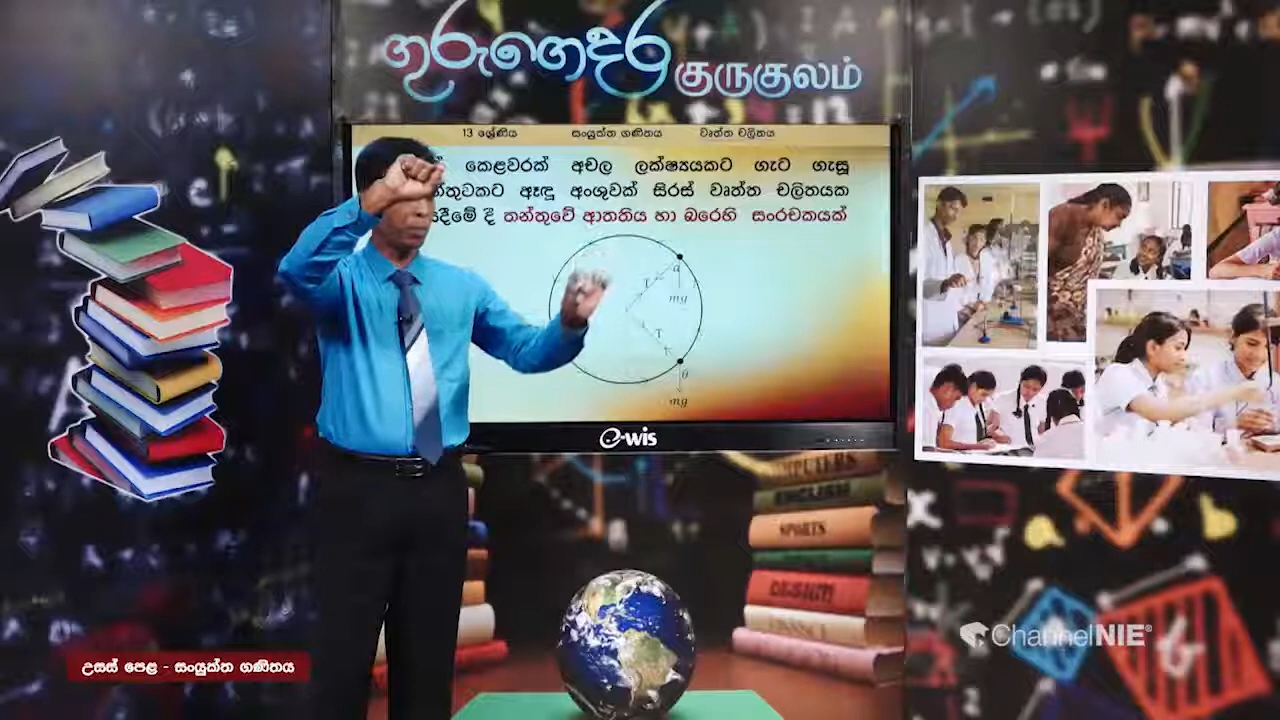 ගුරුගෙදර
குருகுலம்
13 ශ්‍රේණිය සංයුක්ත ගණිතය වෘත්ත චලිතය
කෙළවරක් අචල ලක්ෂ්‍යයකට ගැට ගැසූ
තන්තුවකට ඈඳූ අංශුවක් සිරස් වෘත්ත චලිතයක
යෙදීමේ දී තන්තුවේ ආතතිය හා බරෙහි සංරචකයක්
T
mg
T
θ
mg
e-wis
COMPUTERS
ENGLISH
SPORTS
DESIGN
ChannelNIE®
උසස් පෙළ - සංයුක්ත ගණිතය